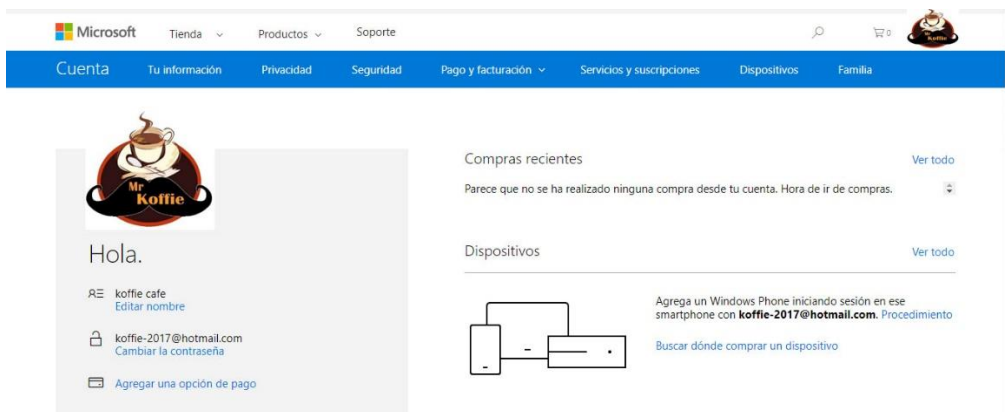 Microsoft Tienda Productos Soporte 0
Mr
Koffie
Cuenta Tu información Privacidad Seguridad Pago y facturación Servicios y suscripciones Dispositivos Familia
Mr
Koffie
Hola.
koffie cafe
Editar nombre
koffie-2017@hotmail.com
Cambiar la contraseña
Agregar una opción de pago
Compras recientes Ver todo
Parece que no se ha realizado ninguna compra desde tu cuenta. Hora de ir de compras.
Dispositivos Ver todo
Agrega un Windows Phone iniciando sesión en ese
smartphone con koffie-2017@hotmail.com. Procedimiento
Buscar dónde comprar un dispositivo